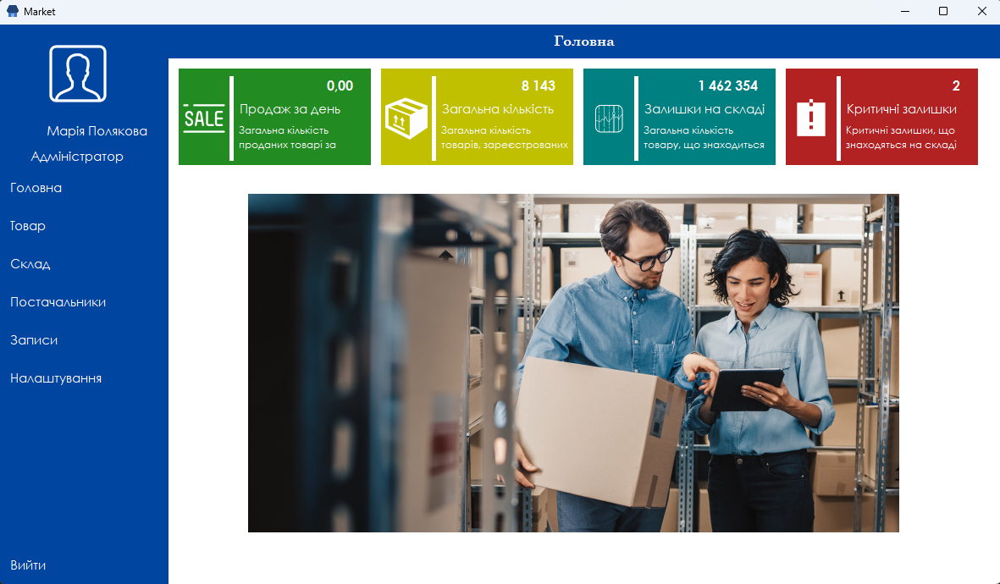 Market
Головна
Марія Полякова
Адміністратор
Головна
Товар
Склад
Постачальники
Записи
Налаштування
Вийти
SALE
0,00
Продаж за день
Загальна кількість
проданих товарі за
8 143
Загальна кількість
Загальна кількість
товарів, зареєстрованих
1 462 354
Залишки на складі
Загальна кількість
товару, що знаходиться
2
Критичні залишки
Критичні залишки, що
знаходяться на складі